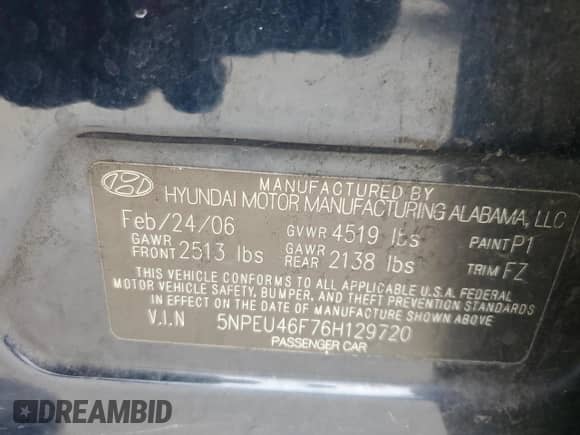 MANUFACTURED BY
HYUNDAI MOTOR MANUFACTURING ALABAMA, LLC
Feb/24/06 GVWR 4519 lbs PAINT P1
GAWR FRONT 2513 lbs GAWR REAR 2138 lbs TRIM FZ
THIS VEHICLE CONFORMS TO ALL APPLICABLE U.S.A. FEDERAL
MOTOR VEHICLE SAFETY, BUMPER, AND THEFT PREVENTION STANDARDS
IN EFFECT ON THE DATE OF MANUFACTURE SHOWN ABOVE.
V.I.N 5NPEU46F76H129720
PASSENGER CAR
DREAMBID